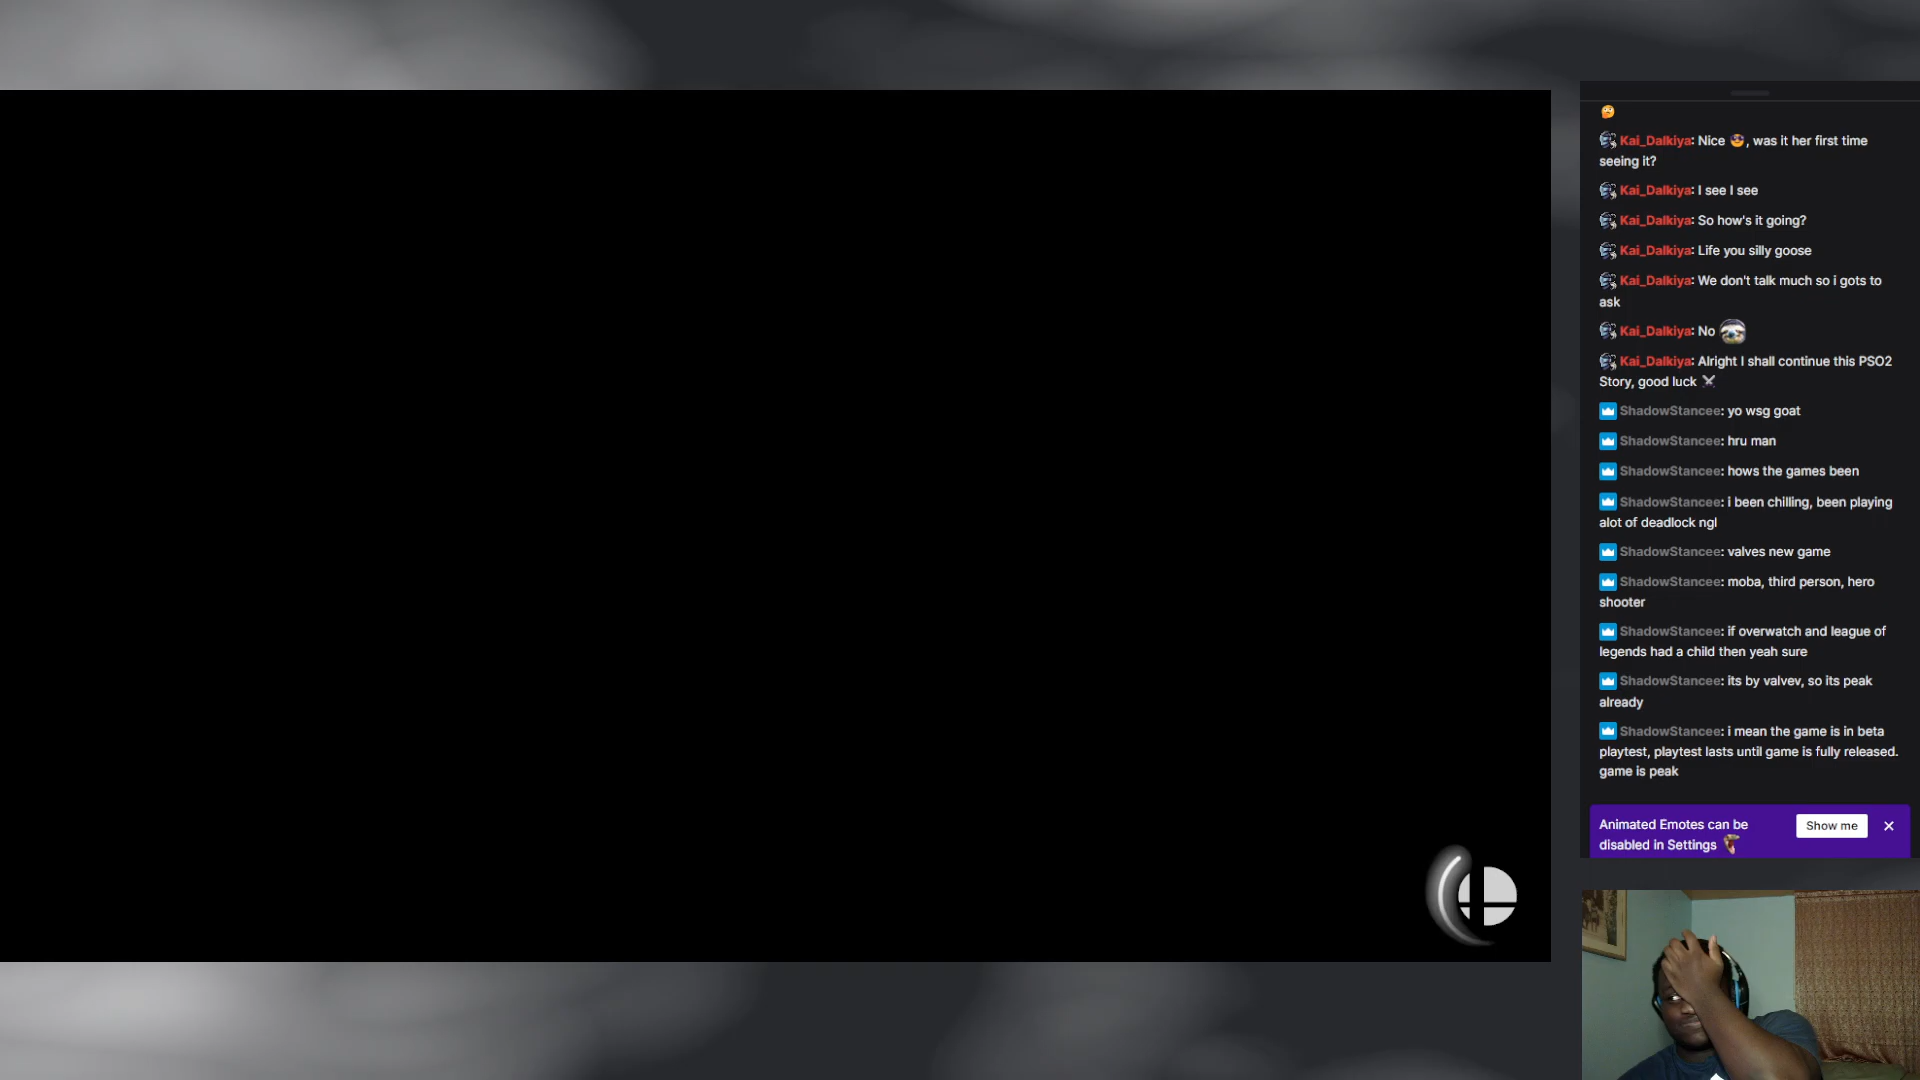 Kai_Dalkiya: Nice , was it her first time
seeing it?
Kai_Dalkiya: I see I see
Kai_Dalkiya: So how's it going?
Kai_Dalkiya: Life you silly goose
Kai_Dalkiya: We don't talk much so i gots to
ask
Kai_Dalkiya: No
Kai_Dalkiya: Alright I shall continue this PSO2
Story, good luck
ShadowStancee: yo wsg goat
ShadowStancee: hru man
ShadowStancee: hows the games been
ShadowStancee: i been chilling, been playing
alot of deadlock ngl
ShadowStancee: valves new game
ShadowStancee: moba, third person, hero
shooter
ShadowStancee: if overwatch and league of
legends had a child then yeah sure
ShadowStancee: its by valvev, so its peak
already
ShadowStancee: i mean the game is in beta
playtest, playtest lasts until game is fully released.
game is peak
Animated Emotes can be
disabled in Settings
Show me